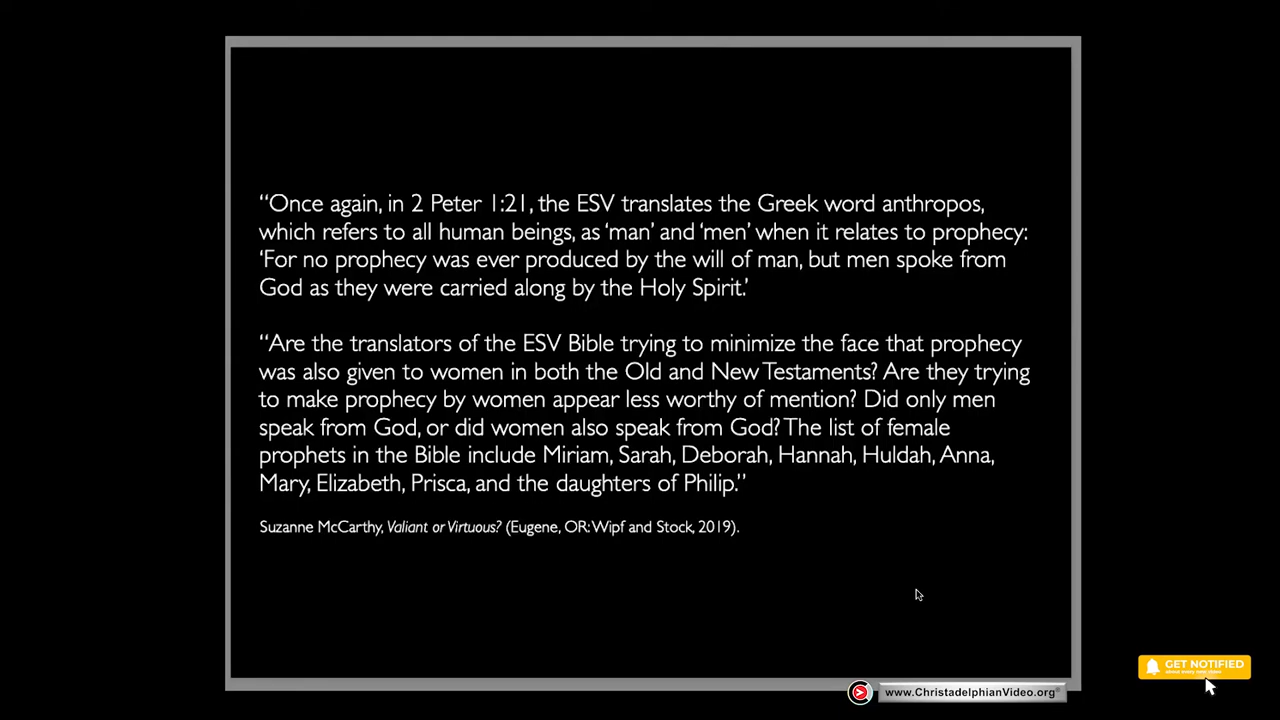 “Once again, in 2 Peter 1:21, the ESV translates the Greek word anthropos,
which refers to all human beings, as ‘man’ and ‘men’ when it relates to prophecy:
‘For no prophecy was ever produced by the will of man, but men spoke from
God as they were carried along by the Holy Spirit.’
“Are the translators of the ESV Bible trying to minimize the face that prophecy
was also given to women in both the Old and New Testaments? Are they trying
to make prophecy by women appear less worthy of mention? Did only men
speak from God, or did women also speak from God? The list of female
prophets in the Bible include Miriam, Sarah, Deborah, Hannah, Huldah, Anna,
Mary, Elizabeth, Prisca, and the daughters of Philip.”
Suzanne McCarthy, Valiant or Virtuous? (Eugene, OR: Wipf and Stock, 2019).
GET NOTIFIED
about every new video
www.ChristadelphianVideo.org